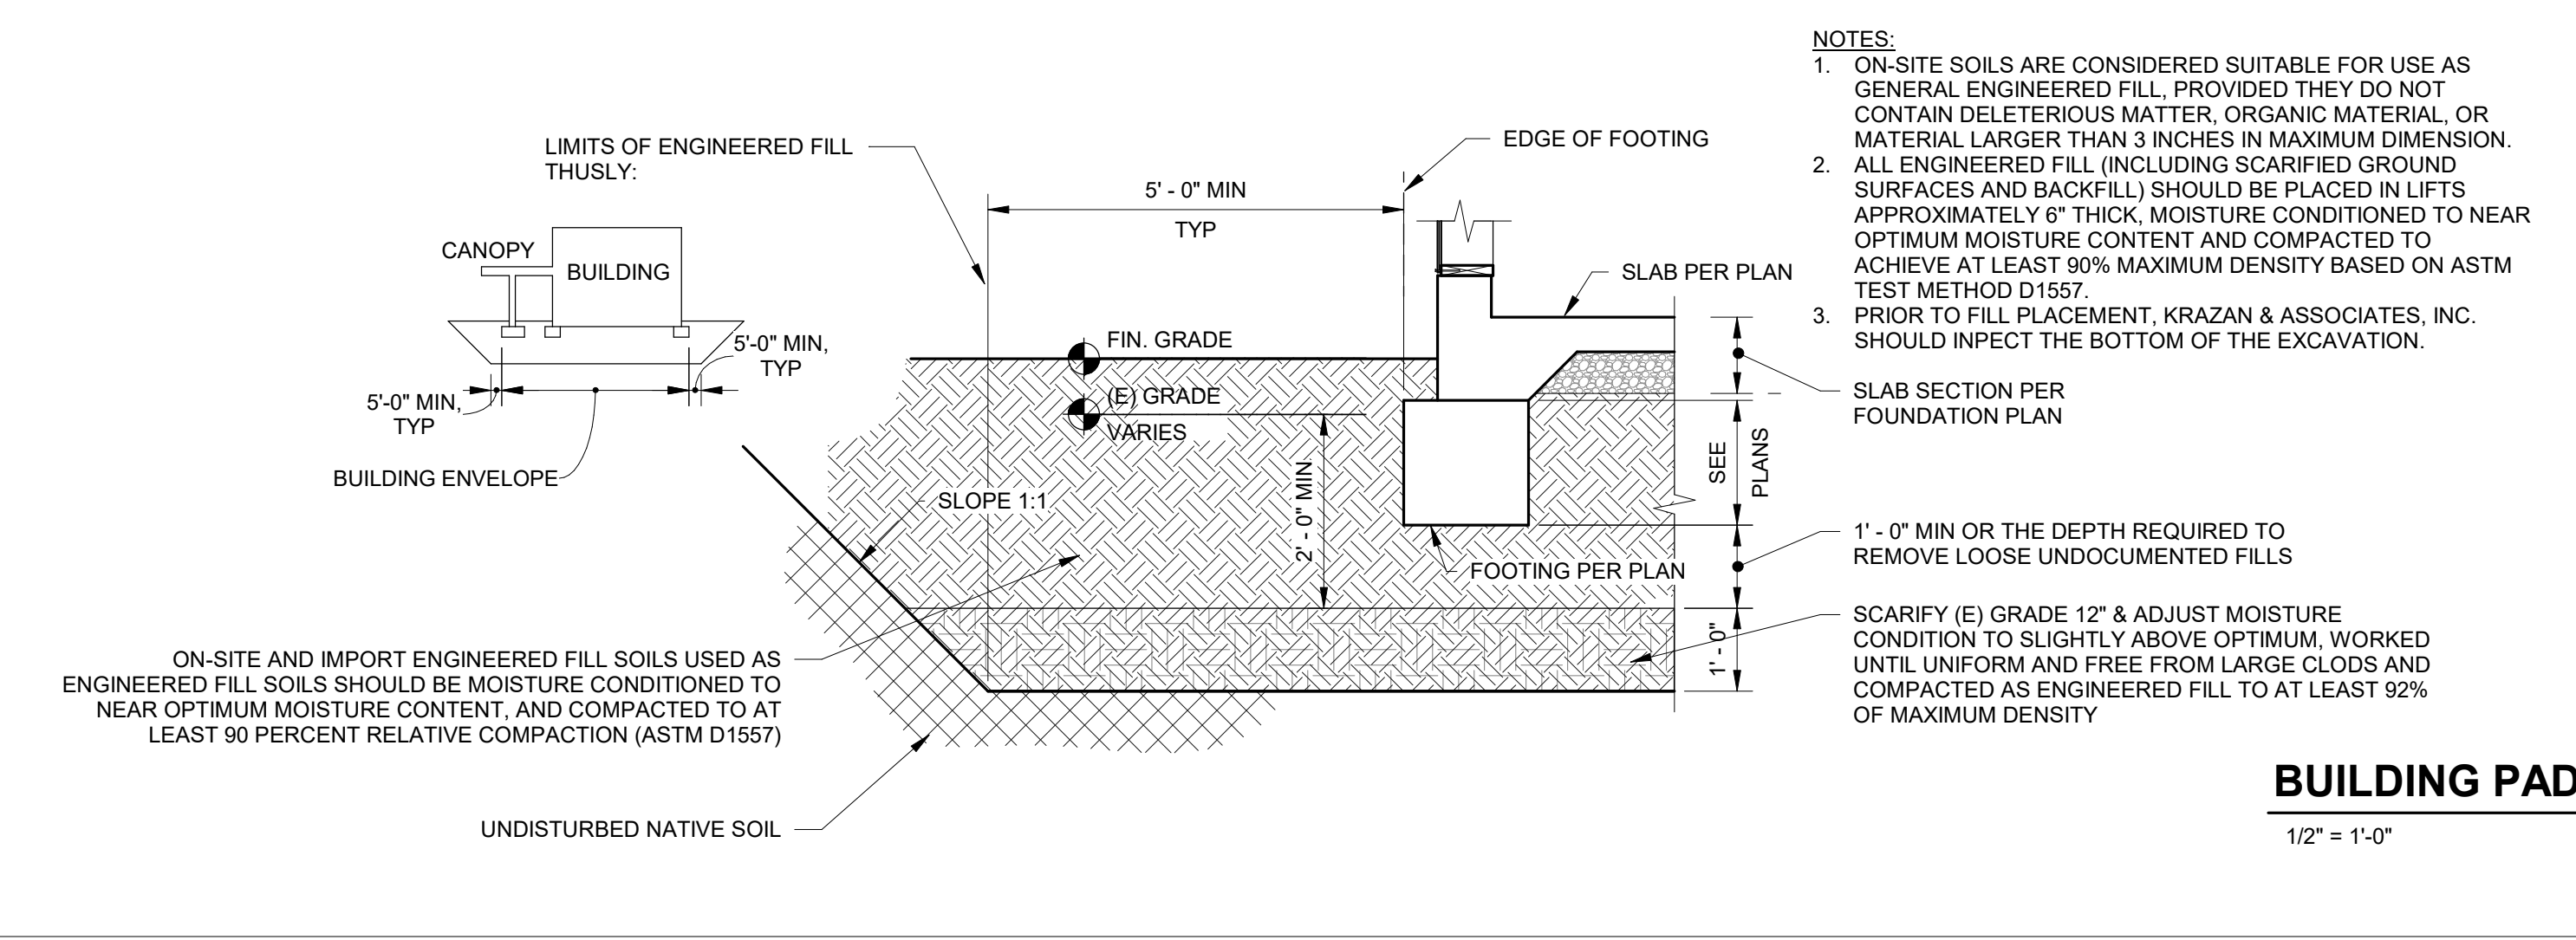 NOTES:
1. ON-SITE SOILS ARE CONSIDERED SUITABLE FOR USE AS
GENERAL ENGINEERED FILL, PROVIDED THEY DO NOT
CONTAIN DELETERIOUS MATTER, ORGANIC MATERIAL, OR
MATERIAL LARGER THAN 3 INCHES IN MAXIMUM DIMENSION.
2. ALL ENGINEERED FILL (INCLUDING SCARIFIED GROUND
SURFACES AND BACKFILL) SHOULD BE PLACED IN LIFTS
APPROXIMATELY 6" THICK, MOISTURE CONDITIONED TO NEAR
OPTIMUM MOISTURE CONTENT AND COMPACTED TO
ACHIEVE AT LEAST 90% MAXIMUM DENSITY BASED ON ASTM
TEST METHOD D1557.
3. PRIOR TO FILL PLACEMENT, KRAZAN & ASSOCIATES, INC.
SHOULD INPECT THE BOTTOM OF THE EXCAVATION.
LIMITS OF ENGINEERED FILL
THUSLY:
EDGE OF FOOTING
5' - 0" MIN
TYP
CANOPY
BUILDING
SLAB PER PLAN
5'-0" MIN,
TYP
FIN. GRADE
(E) GRADE
VARIES
5'-0" MIN,
TYP
BUILDING ENVELOPE
SLAB SECTION PER
FOUNDATION PLAN
SEE
PLANS
SLOPE 1:1
2' - 0" MIN
FOOTING PER PLAN
1' - 0" MIN OR THE DEPTH REQUIRED TO
REMOVE LOOSE UNDOCUMENTED FILLS
1' - 0"
SCARIFY (E) GRADE 12" & ADJUST MOISTURE
CONDITION TO SLIGHTLY ABOVE OPTIMUM, WORKED
UNTIL UNIFORM AND FREE FROM LARGE CLODS AND
COMPACTED AS ENGINEERED FILL TO AT LEAST 92%
OF MAXIMUM DENSITY
ON-SITE AND IMPORT ENGINEERED FILL SOILS USED AS
ENGINEERED FILL SOILS SHOULD BE MOISTURE CONDITIONED TO
NEAR OPTIMUM MOISTURE CONTENT, AND COMPACTED TO AT
LEAST 90 PERCENT RELATIVE COMPACTION (ASTM D1557)
UNDISTURBED NATIVE SOIL
BUILDING PAD
1/2" = 1'-0"